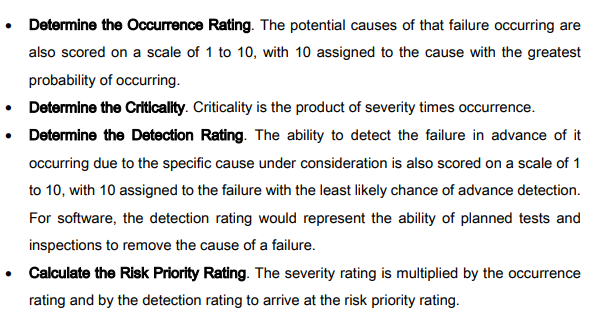 • Determine the Occurrence Rating. The potential causes of that failure occurring are
also scored on a scale of 1 to 10, with 10 assigned to the cause with the greatest
probability of occurring.
• Determine the Criticality. Criticality is the product of severity times occurrence.
• Determine the Detection Rating. The ability to detect the failure in advance of it
occurring due to the specific cause under consideration is also scored on a scale of 1
to 10, with 10 assigned to the failure with the least likely chance of advance detection.
For software, the detection rating would represent the ability of planned tests and
inspections to remove the cause of a failure.
• Calculate the Risk Priority Rating. The severity rating is multiplied by the occurrence
rating and by the detection rating to arrive at the risk priority rating.